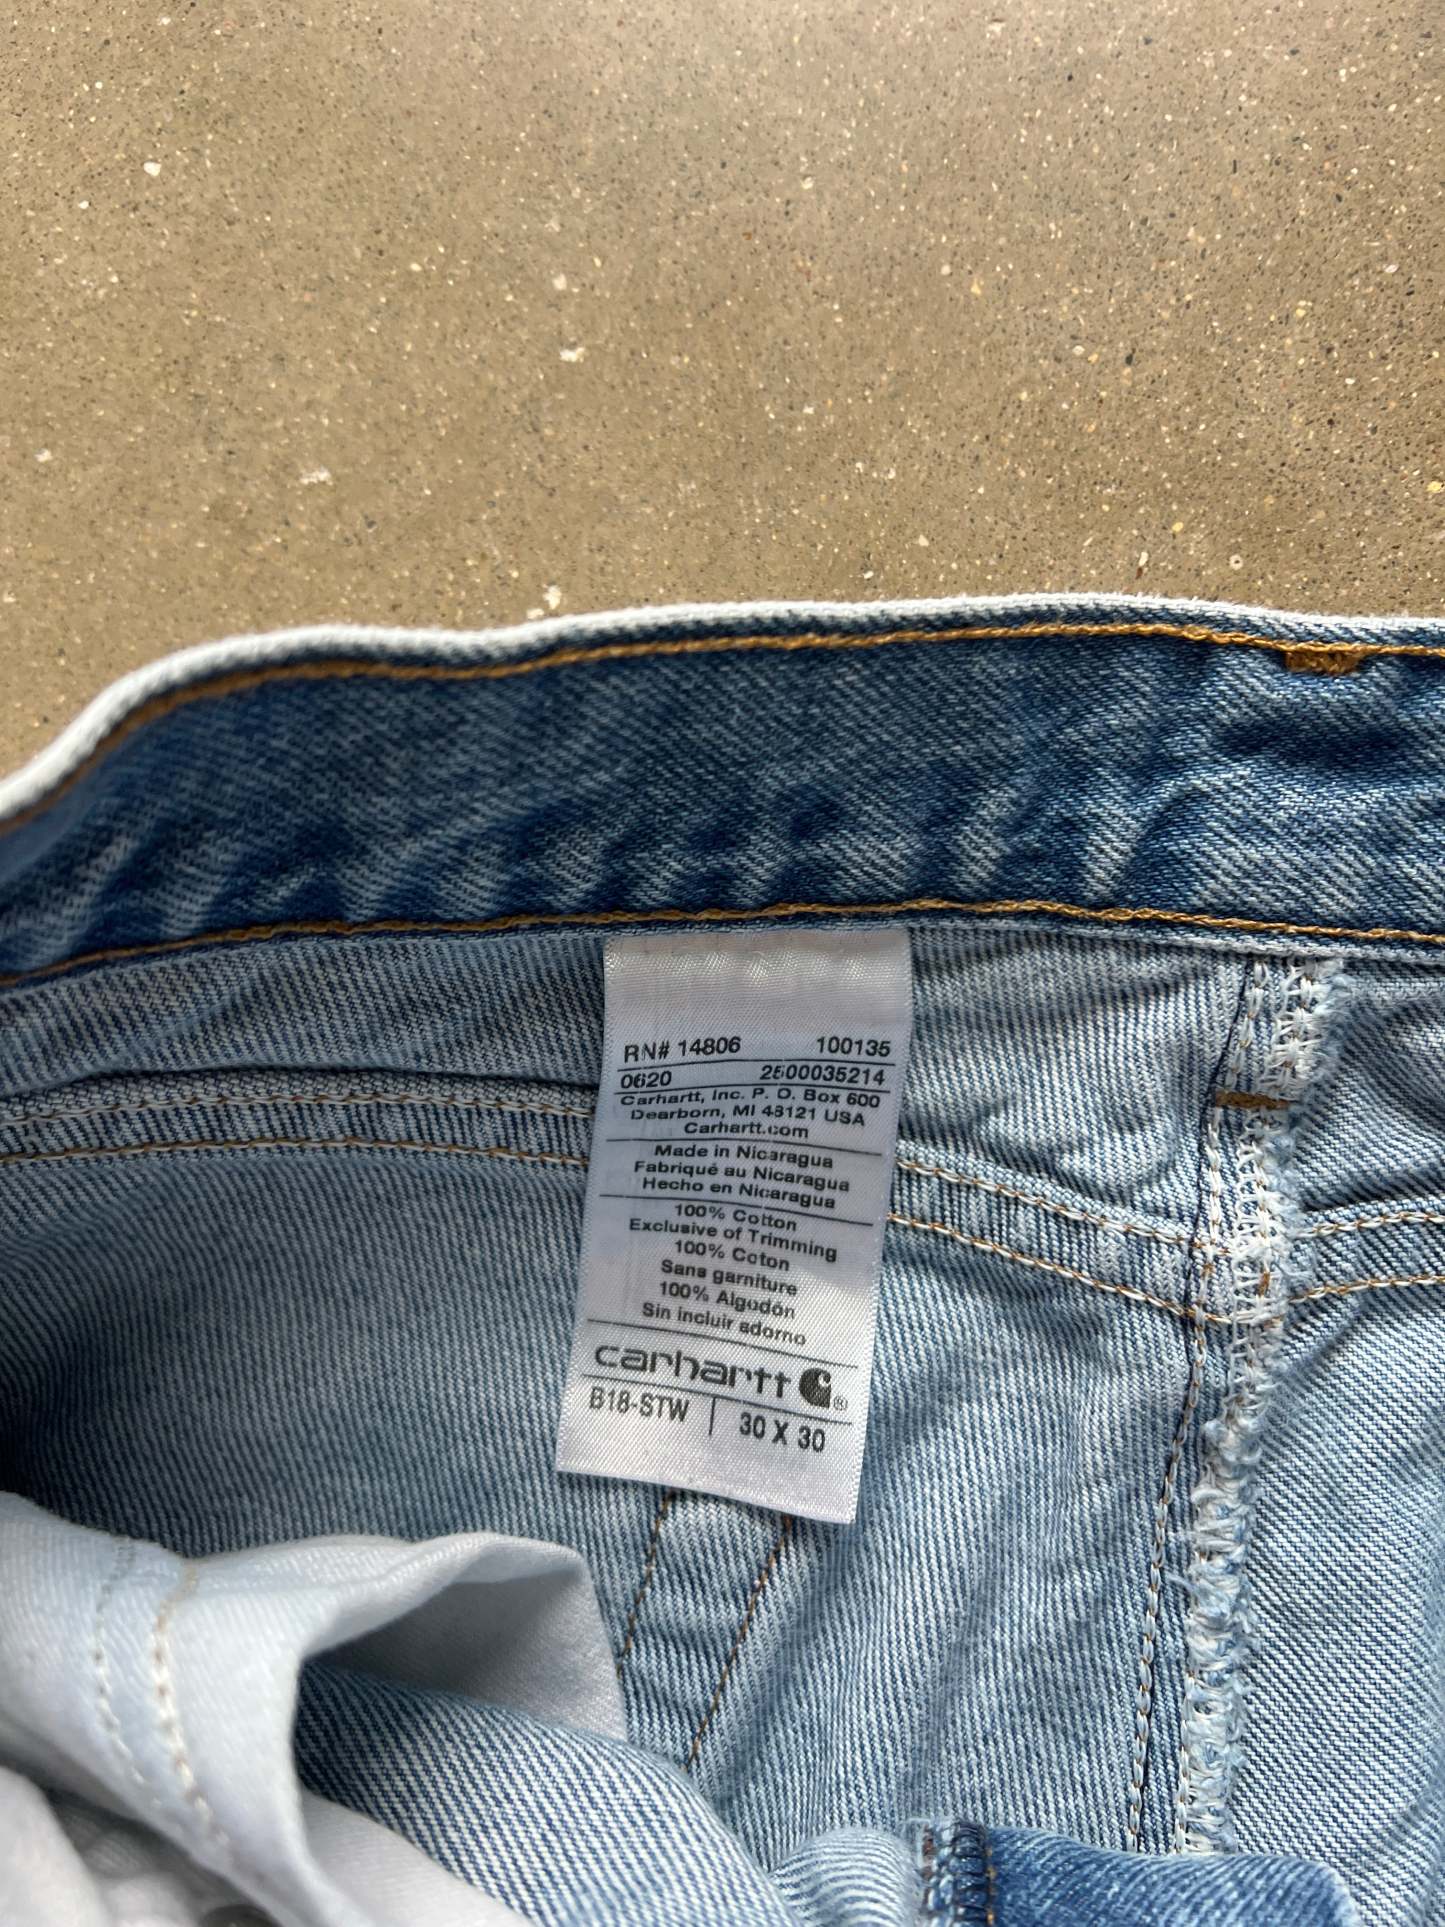 RN# 14806 100135
0620 2500035214
Carhartt, Inc. P. O. Box 600
Dearborn, MI 48121 USA
Carhartt.com
Made in Nicaragua
Fabriqué au Nicaragua
Hecho en Nicaragua
100% Cotton
Exclusive of Trimming
100% Coton
Sans garniture
100% Algodón
Sin incluir adorno
carhartt ®
B18-STW | 30 X 30